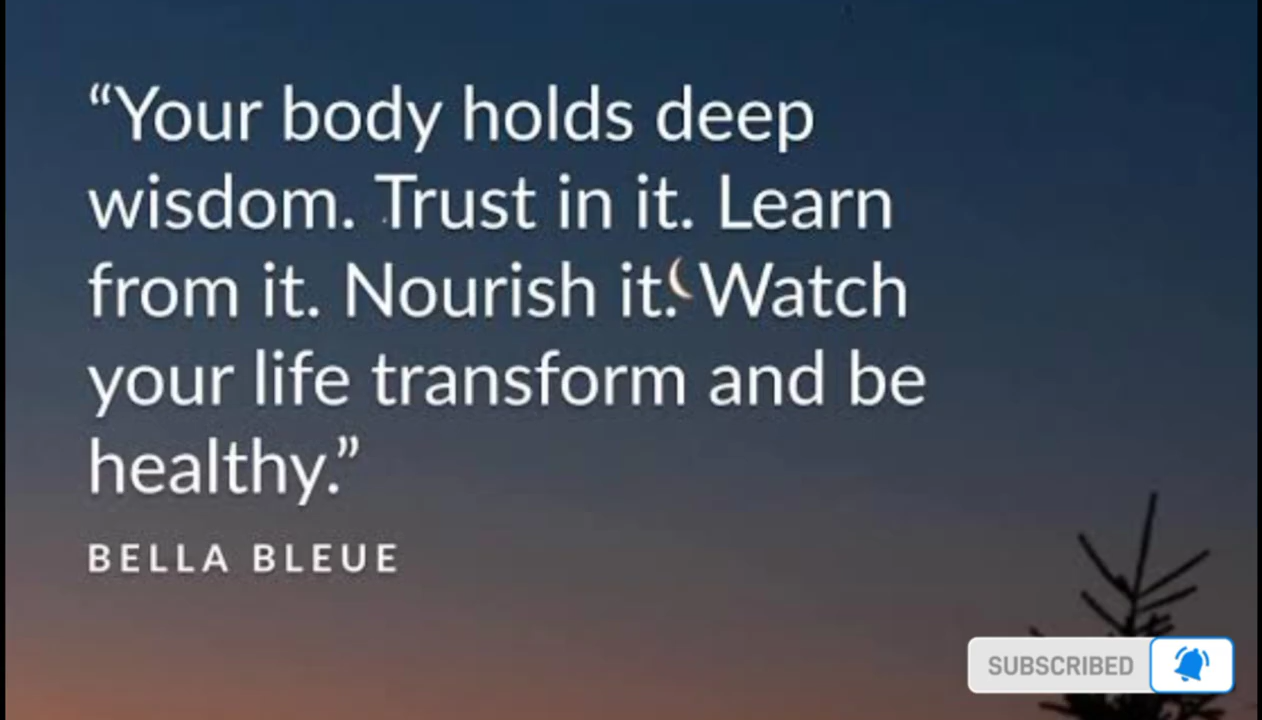 “Your body holds deep
wisdom. Trust in it. Learn
from it. Nourish it. Watch
your life transform and be
healthy.”
BELLA BLEUE
SUBSCRIBED